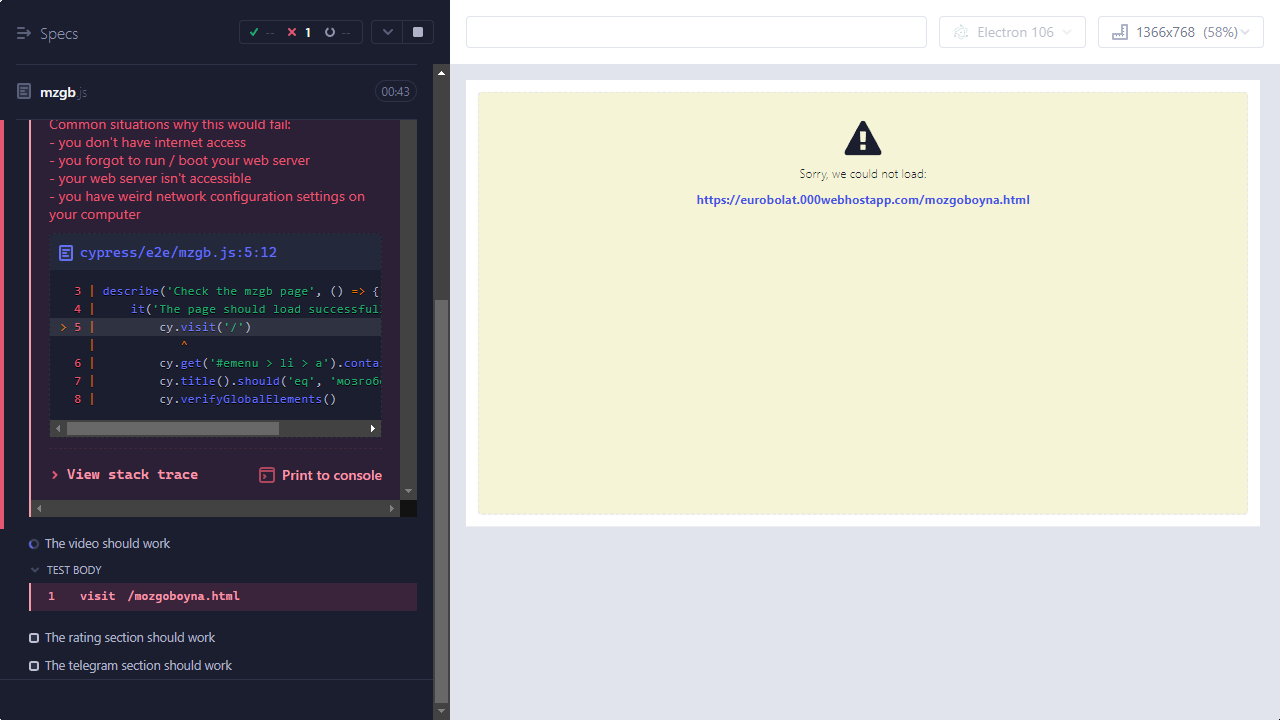 Specs
--
1
--
Electron 106
1366x768 (58%)
mzgb.js
00:43
Common situations why this would fail:
- you don't have internet access
- you forgot to run / boot your web server
- your web server isn't accessible
- you have weird network configuration settings on
your computer
cypress/e2e/mzgb.js:5:12
3 | describe('Check the mzgb page', () => {
4 | it('The page should load successful
> 5 | cy.visit('/')
| ^
6 | cy.get('#emenu > li > a').contai
7 | cy.title().should('eq', 'мозгобо
8 | cy.verifyGlobalElements()
View stack trace
Print to console
The video should work
TEST BODY
1 visit /mozgoboyna.html
The rating section should work
The telegram section should work
Sorry, we could not load:
https://eurobolat.000webhostapp.com/mozgoboyna.html